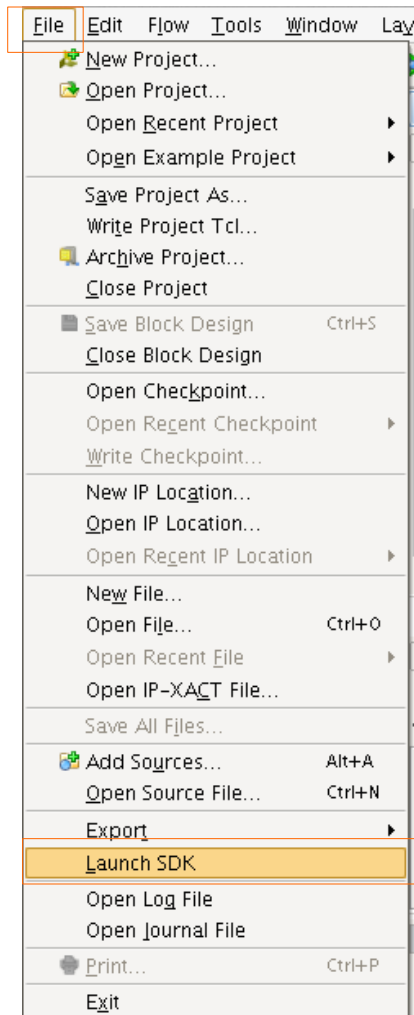 File Edit Flow Tools Window Lay
New Project...
Open Project...
Open Recent Project
Open Example Project
Save Project As...
Write Project Tcl...
Archive Project...
Close Project
Save Block Design Ctrl+S
Close Block Design
Open Checkpoint...
Open Recent Checkpoint
Write Checkpoint...
New IP Location...
Open IP Location...
Open Recent IP Location
New File...
Open File... Ctrl+O
Open Recent File
Open IP-XACT File...
Save All Files...
Add Sources... Alt+A
Open Source File... Ctrl+N
Export
Launch SDK
Open Log File
Open Journal File
Print... Ctrl+P
Exit